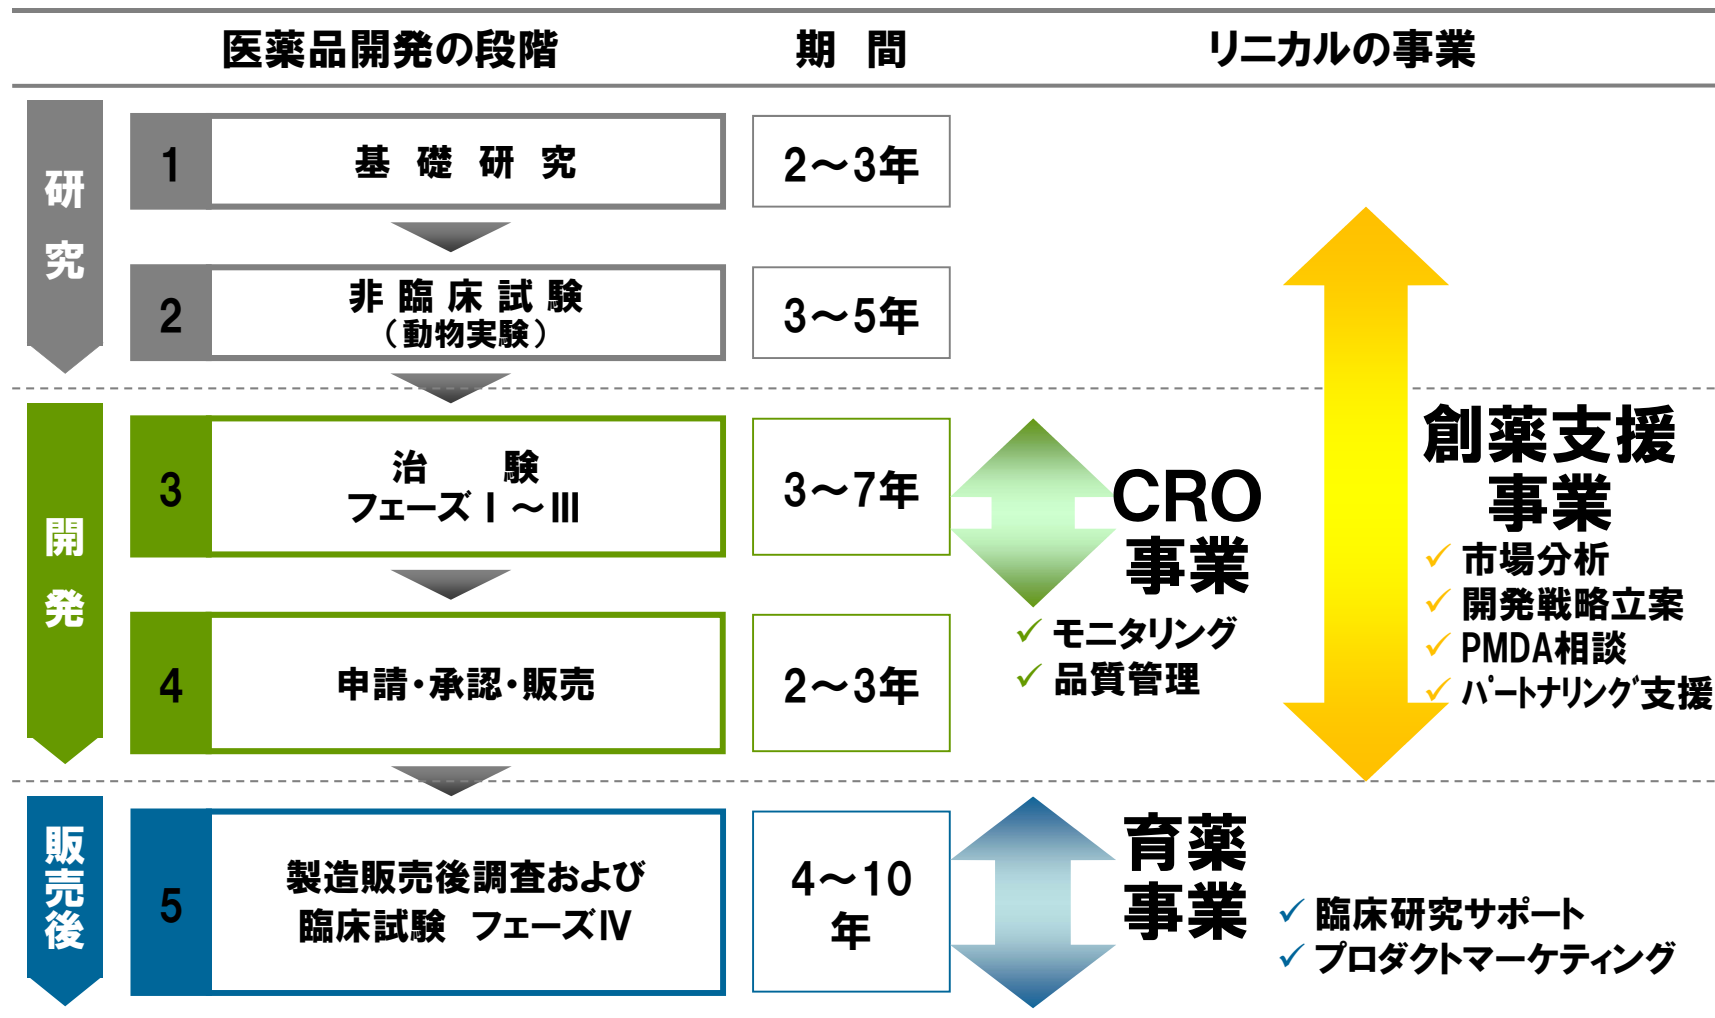 医薬品開発の段階
期 間
リニカルの事業
研究
1
基 礎 研 究
2～3年
2
非 臨 床 試 験
（動物実験）
3～5年
開発
3
治 験
フェーズⅠ～Ⅲ
3～7年
CRO
事業
✓ モニタリング
✓ 品質管理
創薬支援
事業
✓ 市場分析
✓ 開発戦略立案
✓ PMDA相談
✓ ﾊﾟｰﾄﾅﾘﾝｸﾞ支援
4
申請・承認・販売
2～3年
販売後
5
製造販売後調査および
臨床試験 フェーズⅣ
4～10
年
育薬
事業
✓ 臨床研究サポート
✓ プロダクトマーケティング